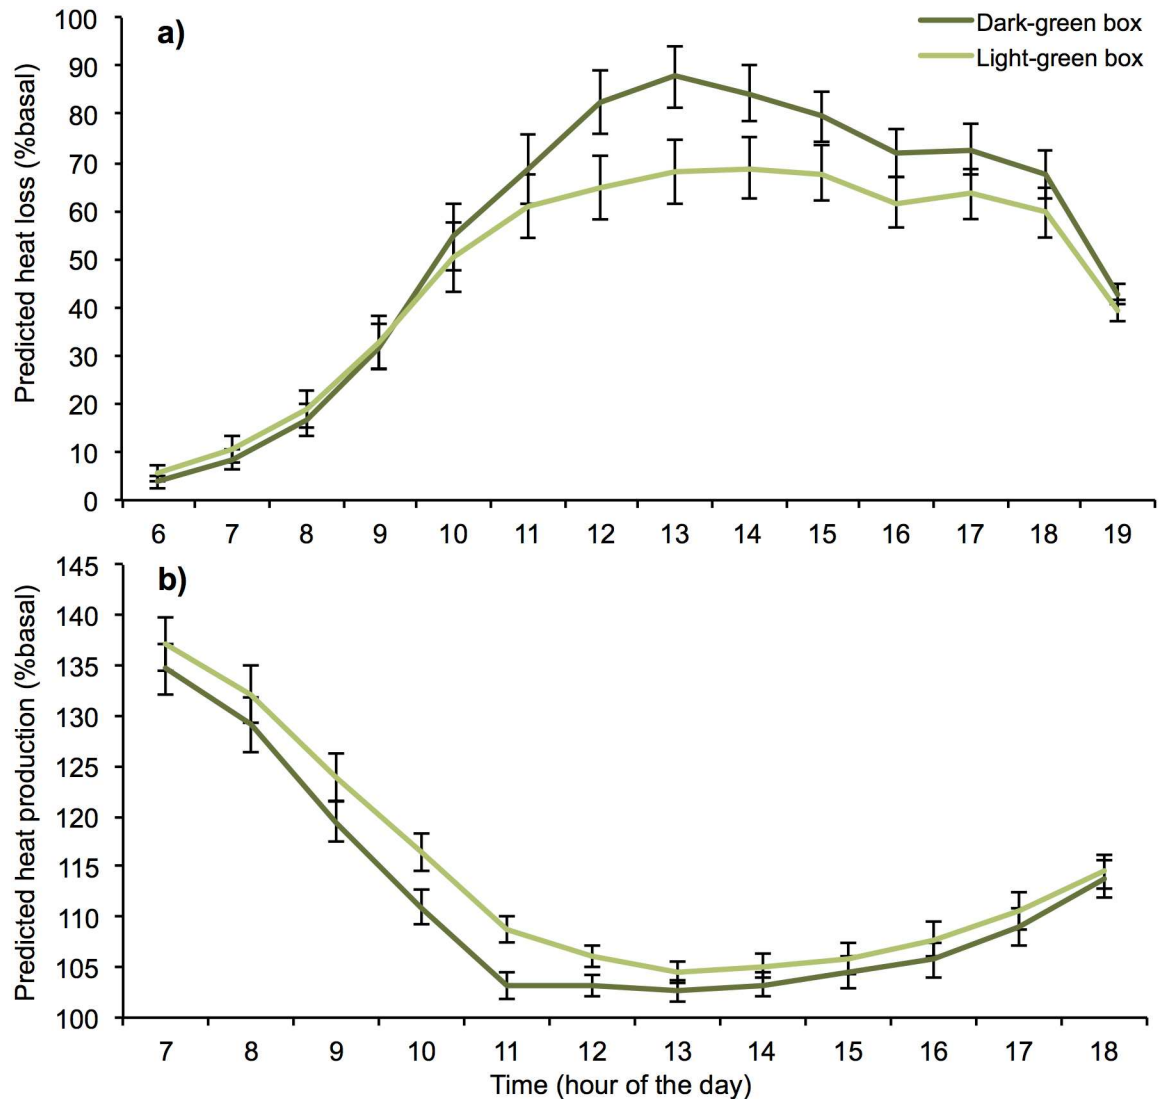 a)
Dark-green box
Light-green box
Predicted heat loss (%basal)
100
90
80
70
60
50
40
30
20
10
0
6 7 8 9 10 11 12 13 14 15 16 17 18 19
b)
Predicted heat production (%basal)
145
140
135
130
125
120
115
110
105
100
7 8 9 10 11 12 13 14 15 16 17 18
Time (hour of the day)